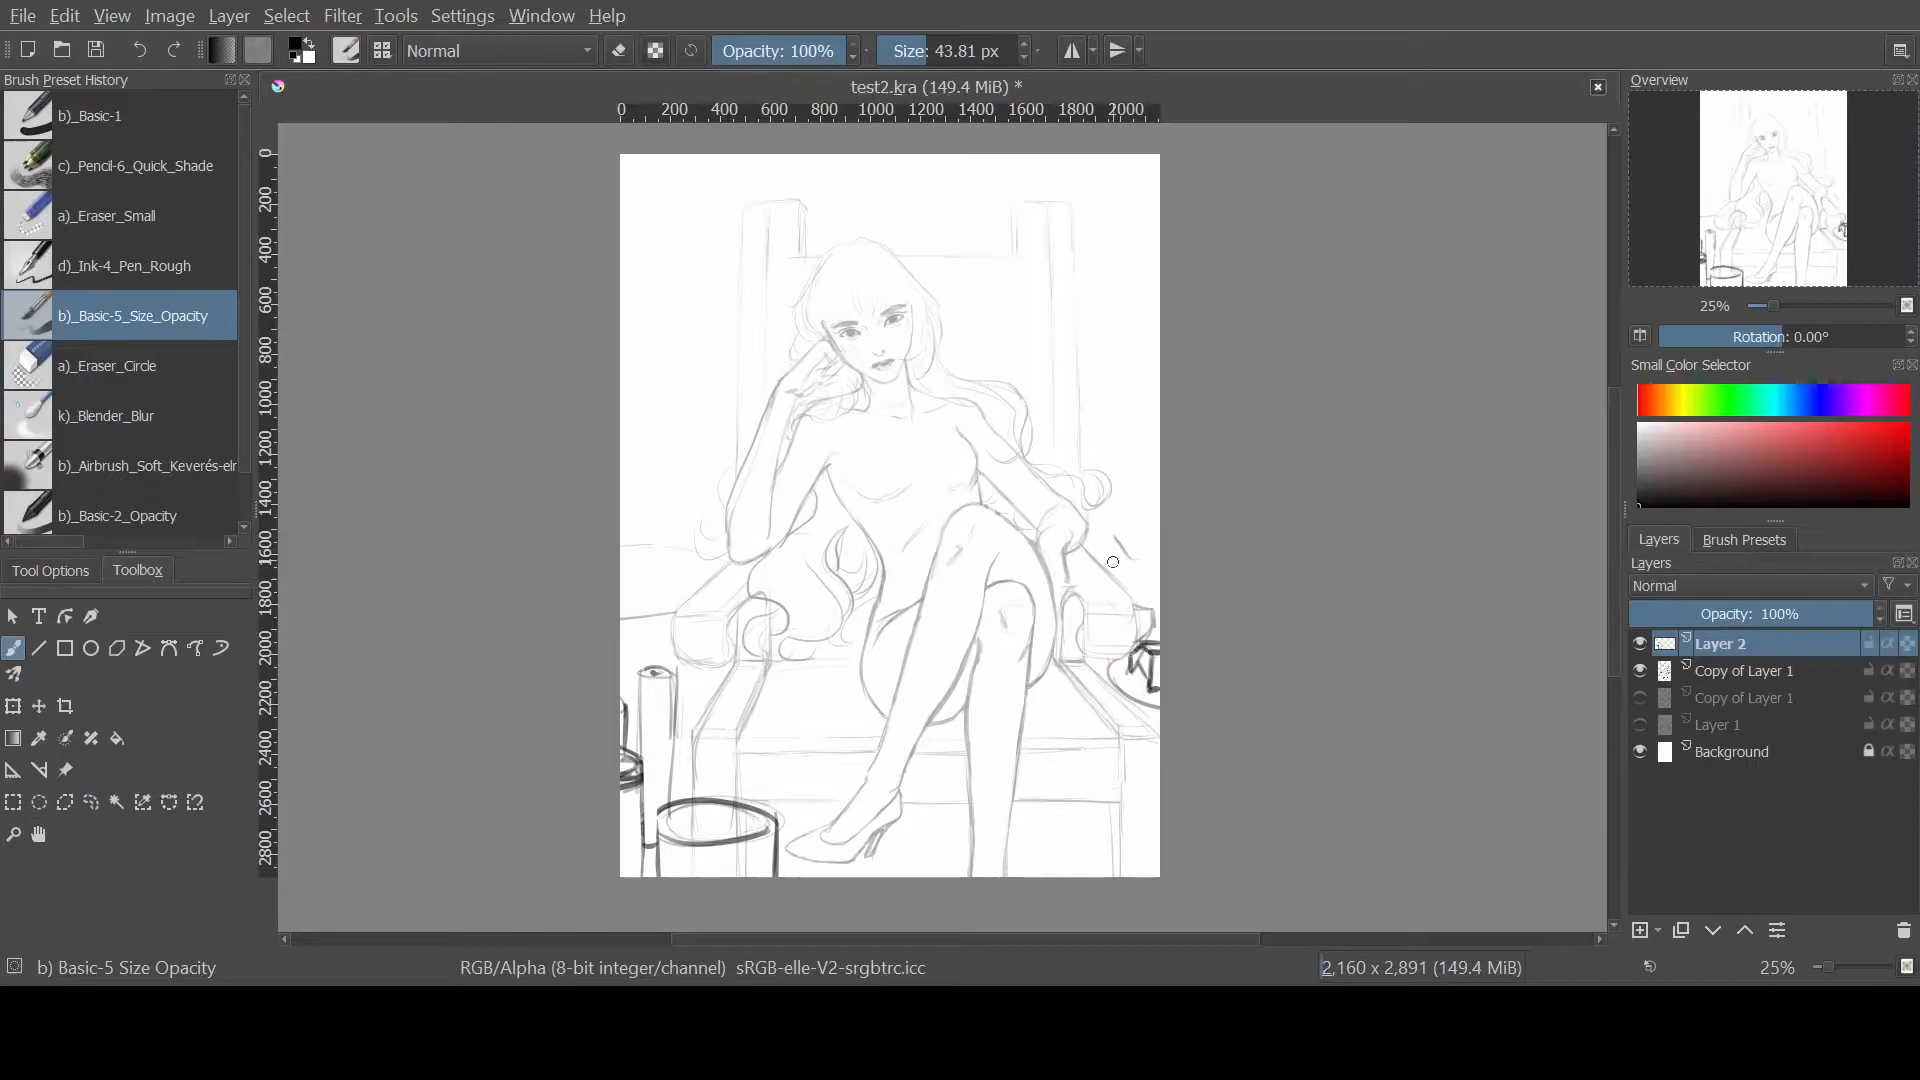 File Edit View Image Layer Select Filter Tools Settings Window Help
Normal Opacity: 100% Size: 43.81 px
Brush Preset History
test2.kra (149.4 MiB) *
Overview
0 200 400 600 800 1000 1200 1400 1600 1800 2000
0 200 400 600 800 1000 1200 1400 1600 1800 2000 2200 2400 2600 2800
b)_Basic-1
c)_Pencil-6_Quick_Shade
a)_Eraser_Small
d)_Ink-4_Pen_Rough
b)_Basic-5_Size_Opacity
a)_Eraser_Circle
k)_Blender_Blur
b)_Airbrush_Soft_Keverés-elr
b)_Basic-2_Opacity
Tool Options Toolbox
25%
Rotation: 0.00°
Small Color Selector
Layers Brush Presets
Layers
Normal
Opacity: 100%
Layer 2
Copy of Layer 1
Copy of Layer 1
Layer 1
Background
b) Basic-5 Size Opacity RGB/Alpha (8-bit integer/channel) sRGB-elle-V2-srgbtrc.icc 2,160 x 2,891 (149.4 MiB) 25%